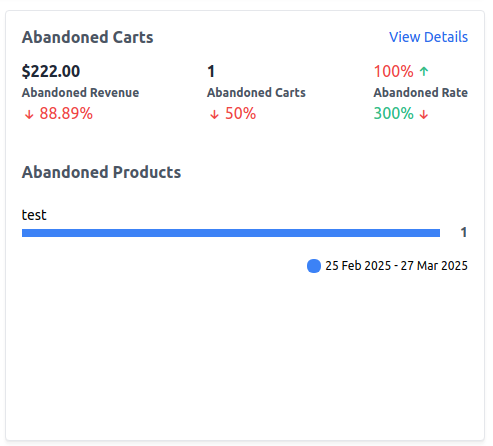 Abandoned Carts View Details
$222.00 1 100% ↑
Abandoned Revenue Abandoned Carts Abandoned Rate
↓ 88.89% ↓ 50% 300% ↓
Abandoned Products
test
1
25 Feb 2025 - 27 Mar 2025